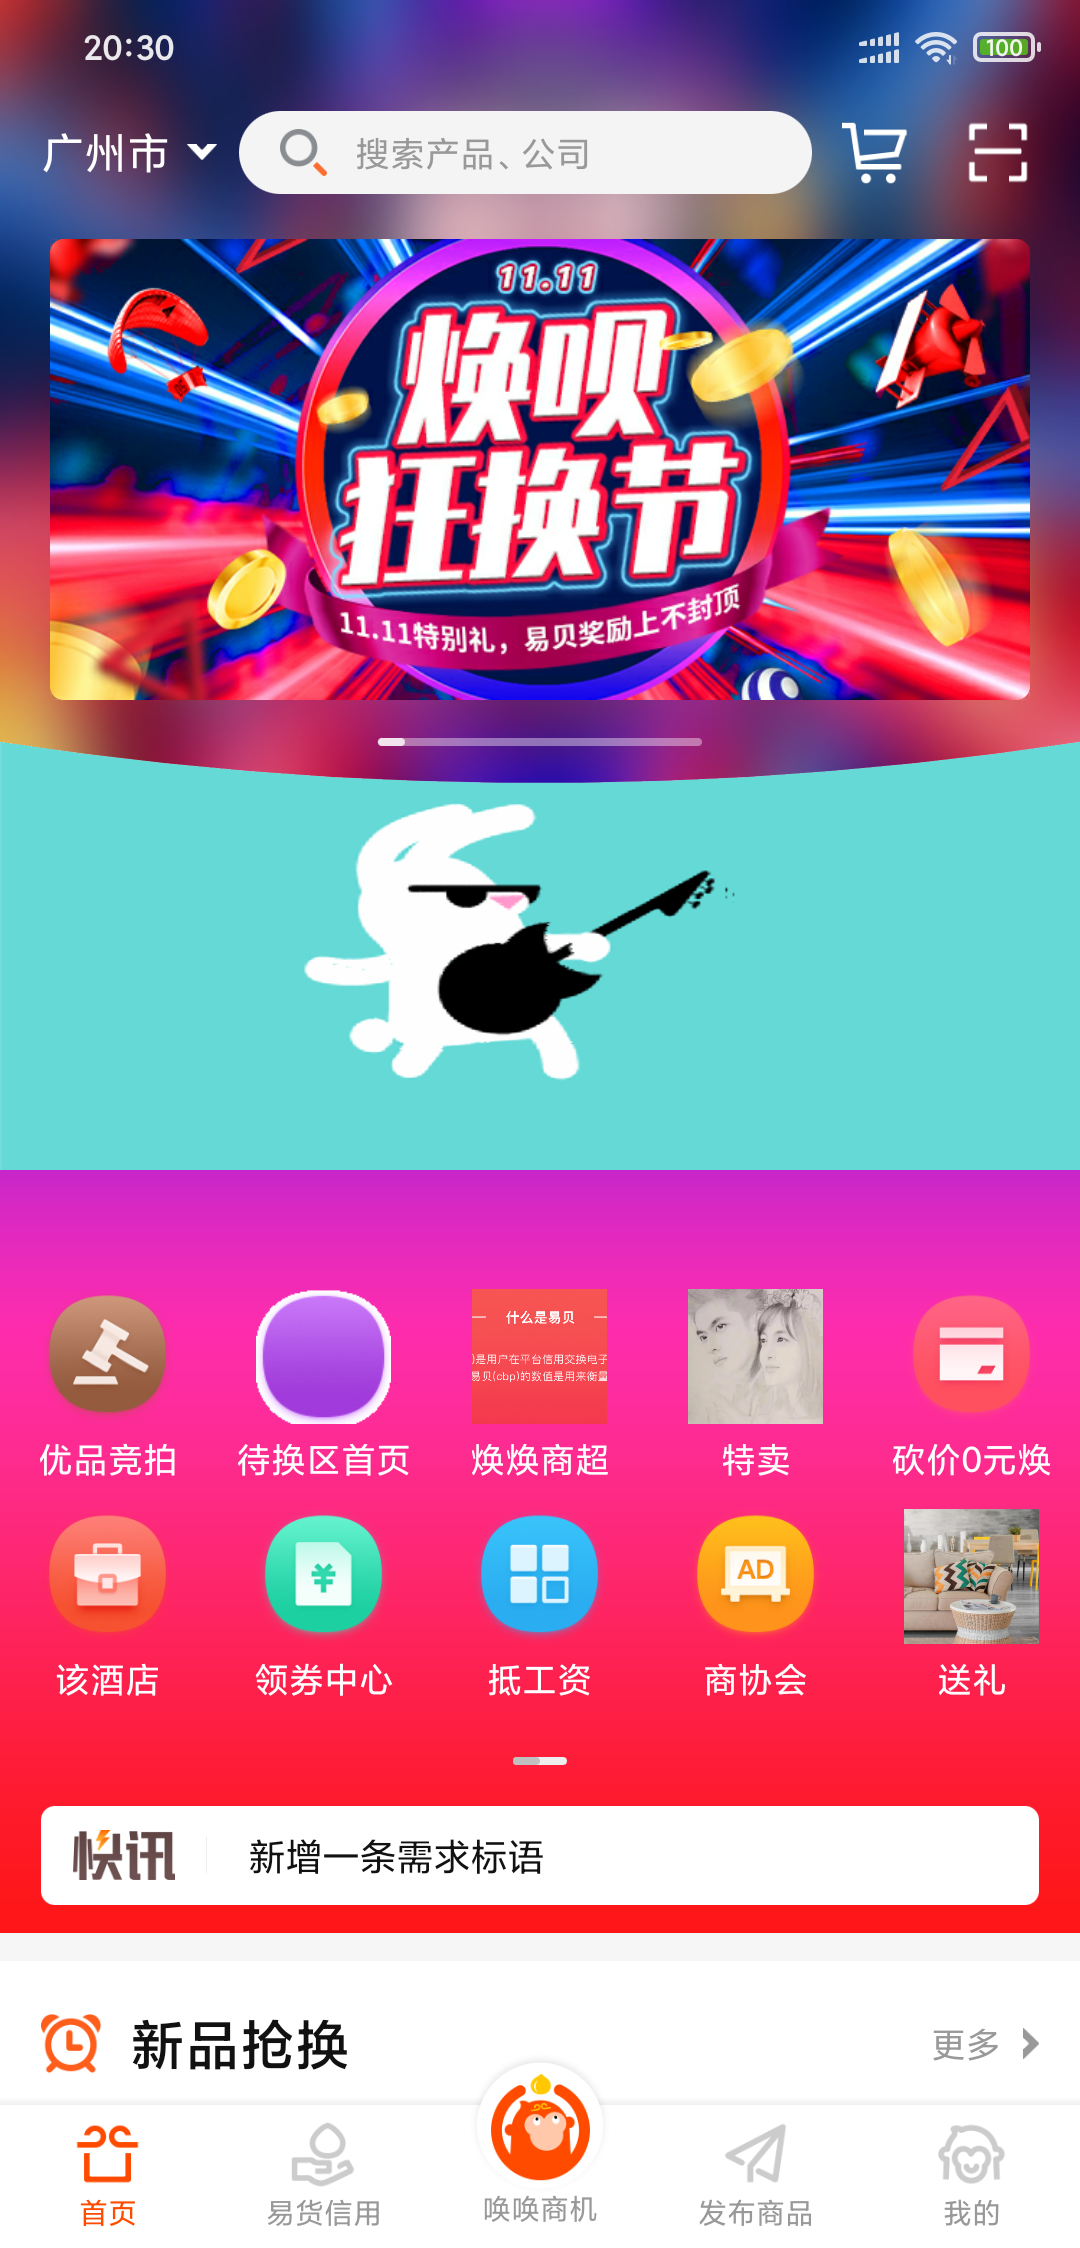 20:30
100
广州市
搜索产品、公司
11.11
焕呗
狂换节
11.11特别礼，易贝奖励上不封顶
什么是易贝
)是用户在平台信用交换电子
易贝(cbp)的数值是用来衡量
优品竞拍
待换区首页
焕焕商超
特卖
砍价0元焕
¥
AD
该酒店
领券中心
抵工资
商协会
送礼
快讯
新增一条需求标语
新品抢换
更多
首页
易货信用
唤唤商机
发布商品
我的